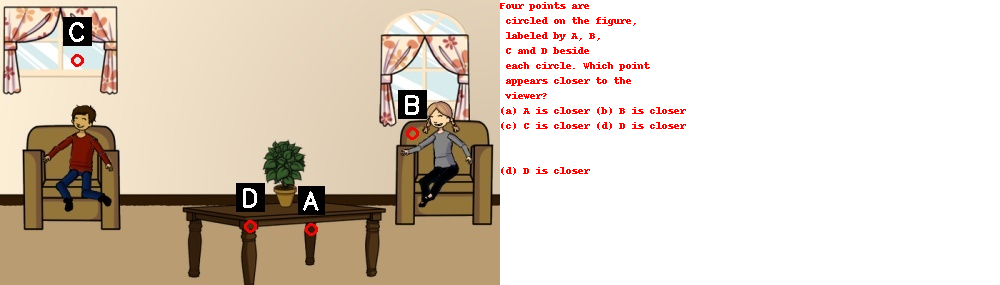 C
B
D
A
Four points are
circled on the figure,
labeled by A, B,
C and D beside
each circle. Which point
appears closer to the
viewer?
(a) A is closer (b) B is closer
(c) C is closer (d) D is closer
(d) D is closer